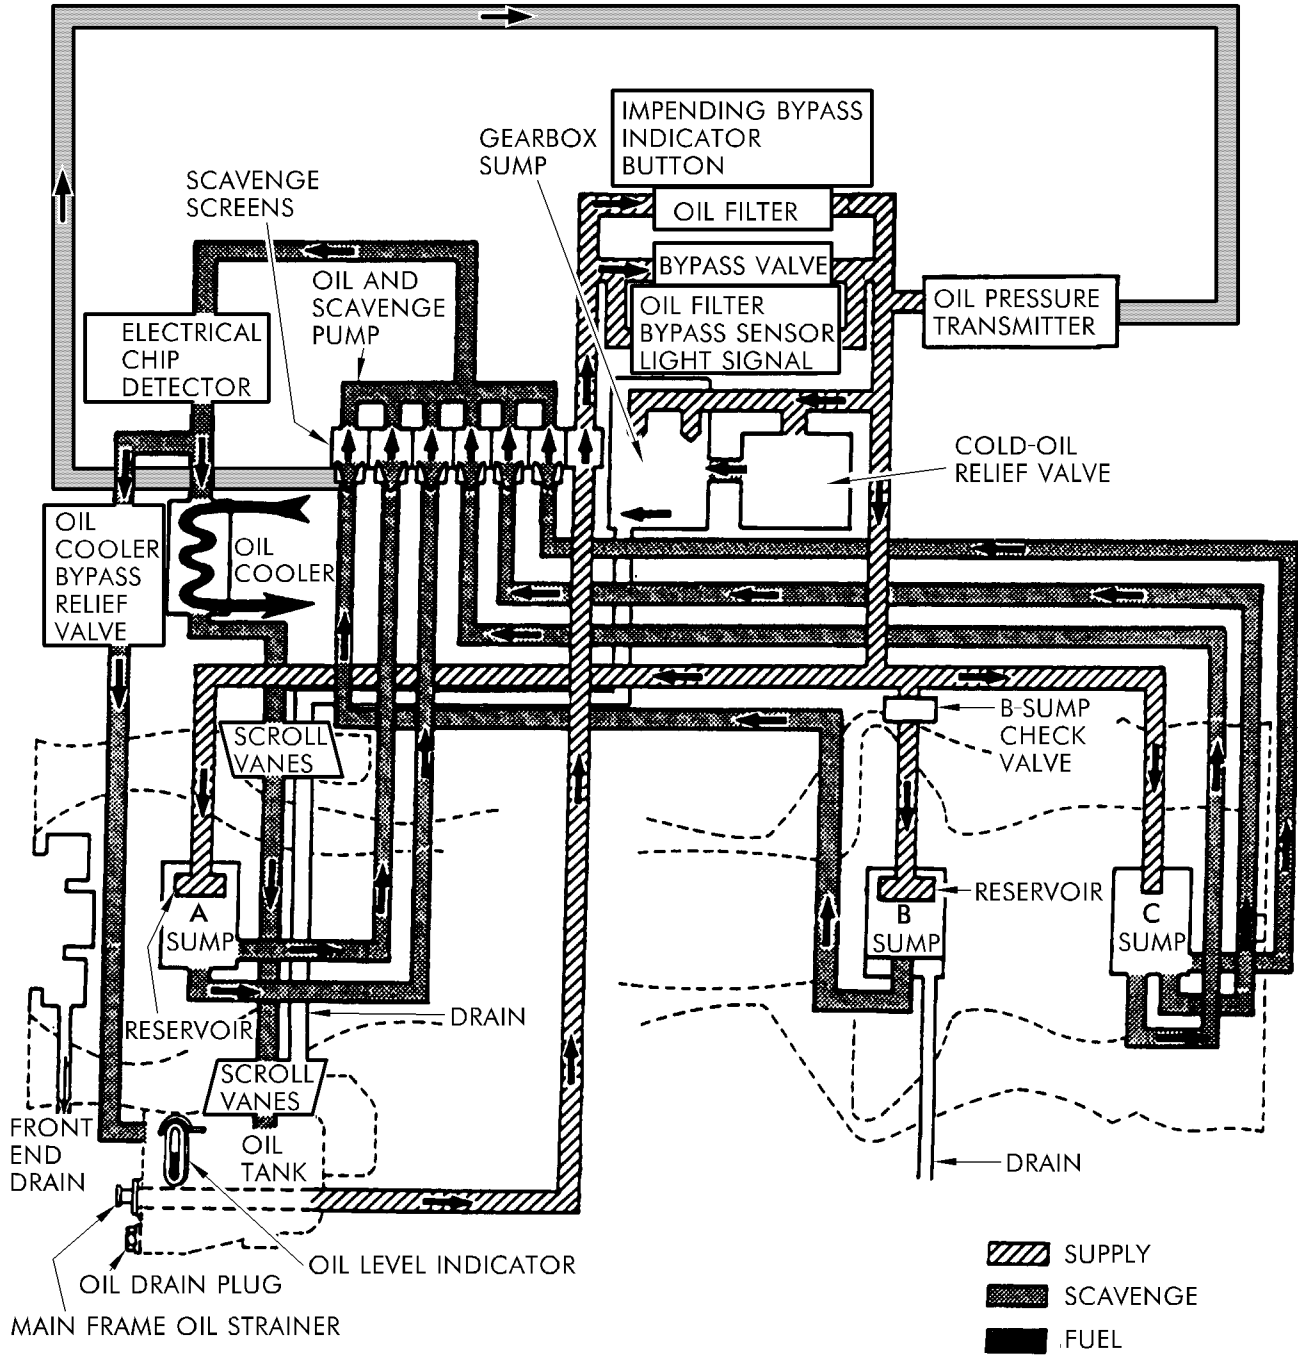 IMPENDING BYPASS
INDICATOR
BUTTON
GEARBOX
SUMP
SCAVENGE
SCREENS
OIL FILTER
BYPASS VALVE
OIL AND
SCAVENGE
PUMP
OIL FILTER
BYPASS SENSOR
LIGHT SIGNAL
OIL PRESSURE
TRANSMITTER
ELECTRICAL
CHIP
DETECTOR
COLD-OIL
RELIEF VALVE
OIL
COOLER
BYPASS
RELIEF
VALVE
OIL
COOLER
B-SUMP
CHECK
VALVE
SCROLL
VANES
RESERVOIR
A
SUMP
B
SUMP
C
SUMP
RESERVOIR
DRAIN
SCROLL
VANES
FRONT
END
DRAIN
OIL
TANK
DRAIN
OIL LEVEL INDICATOR
OIL DRAIN PLUG
MAIN FRAME OIL STRAINER
SUPPLY
SCAVENGE
FUEL